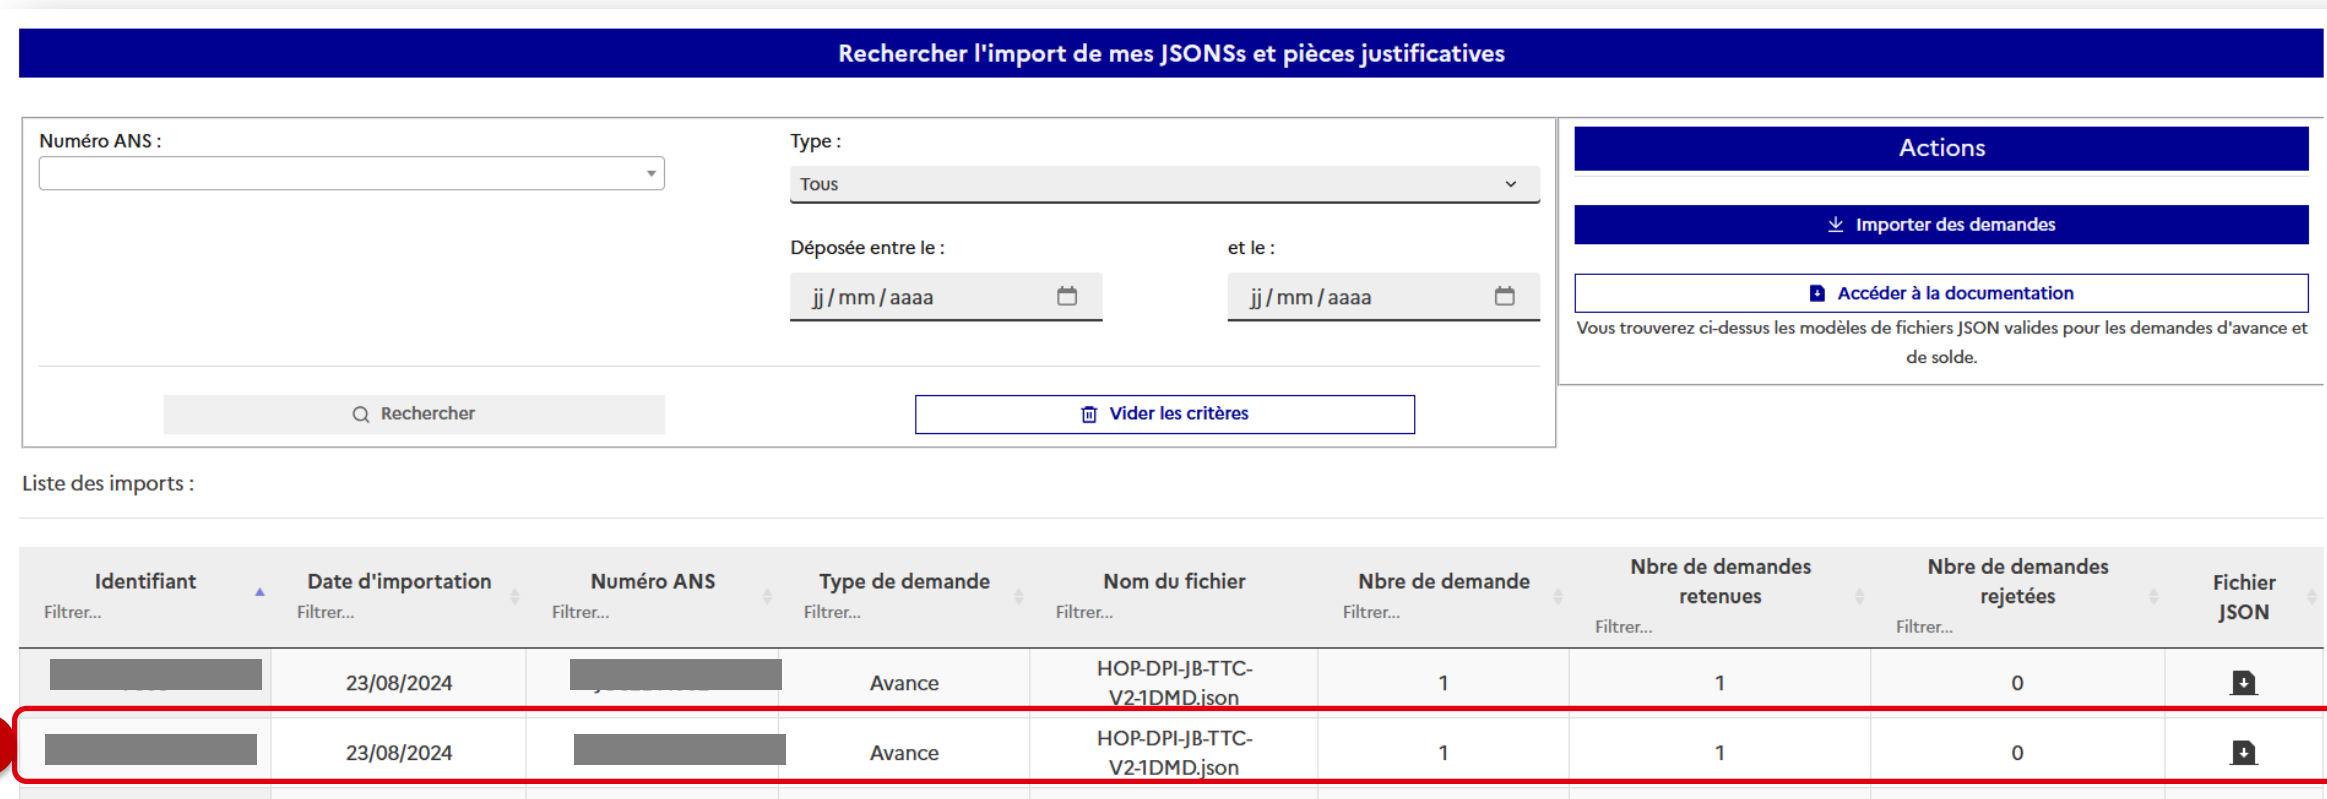 Rechercher l'import de mes JSONSs et pièces justificatives
Numéro ANS :
Type :
Tous
Déposée entre le :
et le :
jj / mm / aaaa
jj / mm / aaaa
Rechercher
Vider les critères
Actions
Importer des demandes
Accéder à la documentation
Vous trouverez ci-dessus les modèles de fichiers JSON valides pour les demandes d'avance et
de solde.
Liste des imports :
Identifiant
Filtrer...
Date d'importation
Filtrer...
Numéro ANS
Filtrer...
Type de demande
Filtrer...
Nom du fichier
Filtrer...
Nbre de demande
Filtrer...
Nbre de demandes
retenues
Filtrer...
Nbre de demandes
rejetées
Filtrer...
Fichier
JSON
23/08/2024
Avance
HOP-DPI-JB-TTC-
V2-1DMD.json
1
1
0
23/08/2024
Avance
HOP-DPI-JB-TTC-
V2-1DMD.json
1
1
0